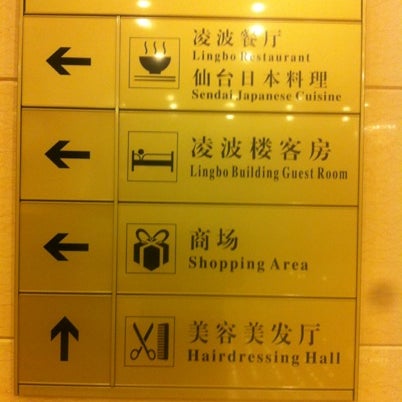 凌波餐厅
Lingbo Restaurant
仙台日本料理
Sendai Japanese Cuisine
凌波楼客房
Lingbo Building Guest Room
商场
Shopping Area
美容美发厅
Hairdressing Hall